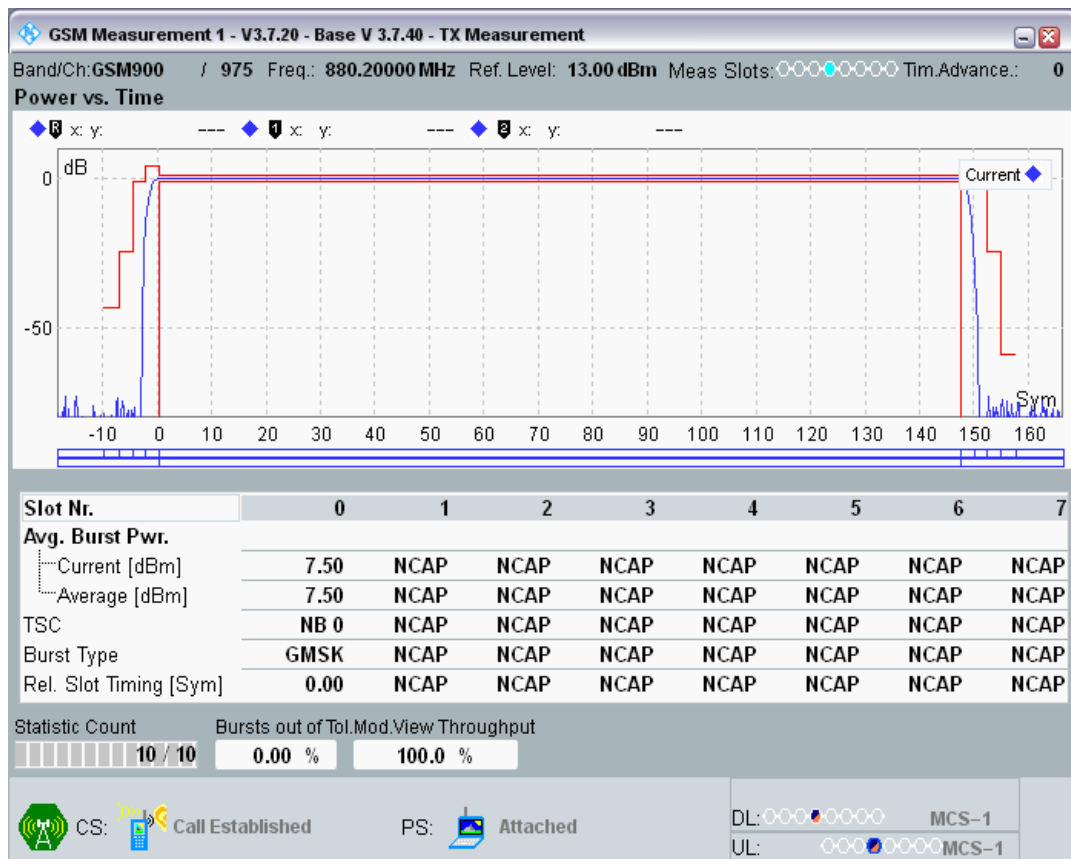 GSM Measurement 1 - V3.7.20 - Base V 3.7.40 - TX Measurement
Band/Ch:GSM900 / 975 Freq.: 880.20000 MHz Ref. Level: 13.00 dBm Meas Slots: Tim.Advance.: 0
Power vs. Time
R x: y: --- 1 x: y: --- 2 x: y: ---
dB
Current
0
-50
Sym
-10 0 10 20 30 40 50 60 70 80 90 100 110 120 130 140 150 160
Slot Nr. 0 1 2 3 4 5 6 7
Avg. Burst Pwr.
Current [dBm] 7.50 NCAP NCAP NCAP NCAP NCAP NCAP NCAP
Average [dBm] 7.50 NCAP NCAP NCAP NCAP NCAP NCAP NCAP
TSC NB 0 NCAP NCAP NCAP NCAP NCAP NCAP NCAP
Burst Type GMSK NCAP NCAP NCAP NCAP NCAP NCAP NCAP
Rel. Slot Timing [Sym] 0.00 NCAP NCAP NCAP NCAP NCAP NCAP NCAP
Statistic Count Bursts out of Tol.Mod.View Throughput
10 / 10 0.00 % 100.0 %
CS: Call Established PS: Attached
DL: MCS-1
UL: MCS-1